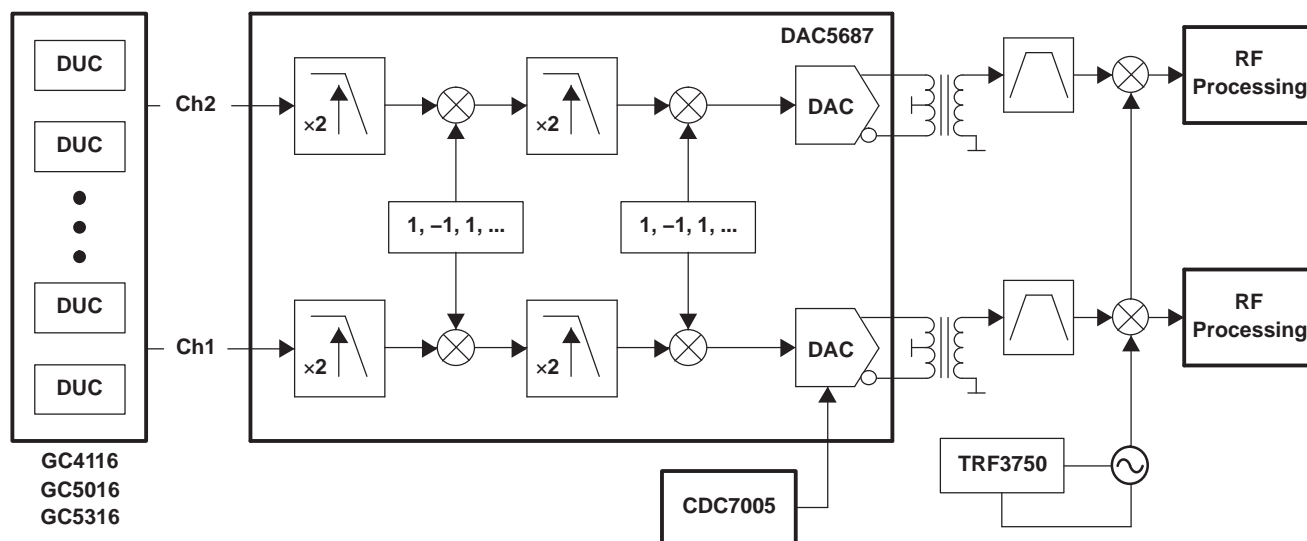 DAC5687
DUC
DUC
DUC
DUC
Ch2
×2
×2
DAC
RF
Processing
1, –1, 1, ...
1, –1, 1, ...
Ch1
×2
×2
DAC
RF
Processing
GC4116
GC5016
GC5316
CDC7005
TRF3750